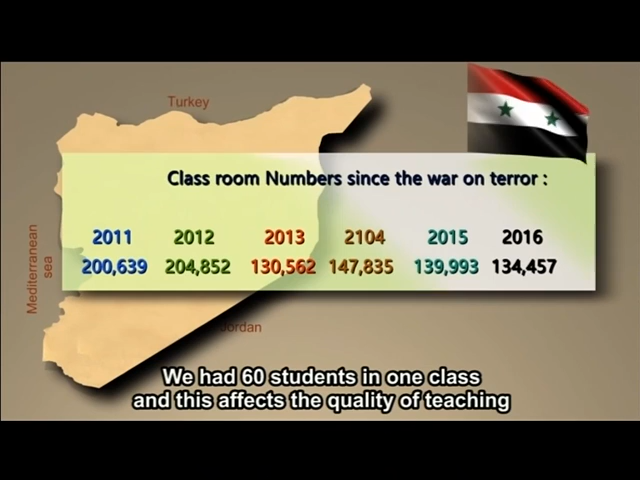 Turkey
Class room Numbers since the war on terror :
2011 2012 2013 2104 2015 2016
200,639 204,852 130,562 147,835 139,993 134,457
Mediterranean
sea
Jordan
We had 60 students in one class
and this affects the quality of teaching